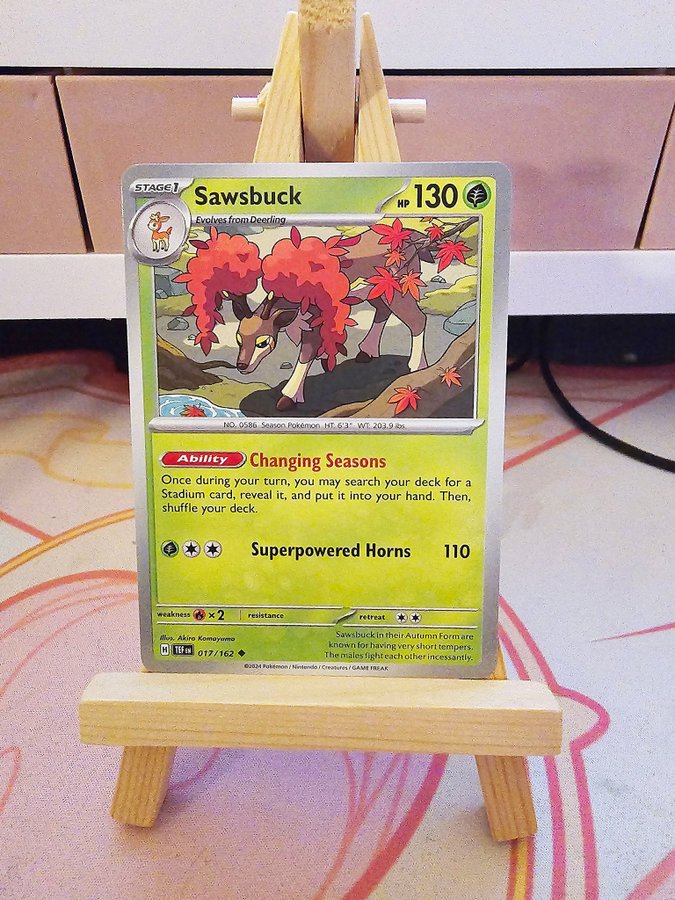 STAGE 1 Sawsbuck HP 130
Evolves from Deerling
NO. 0586 Season Pokémon HT: 6'3" WT: 203.9 lbs.
Ability Changing Seasons
Once during your turn, you may search your deck for a
Stadium card, reveal it, and put it into your hand. Then,
shuffle your deck.
Superpowered Horns 110
weakness ×2 resistance retreat
Illus. Akira Komayama
Sawsbuck in their Autumn Form are
known for having very short tempers.
The males fight each other incessantly.
H TEF EN 017/162
©2024 Pokémon / Nintendo / Creatures / GAME FREAK